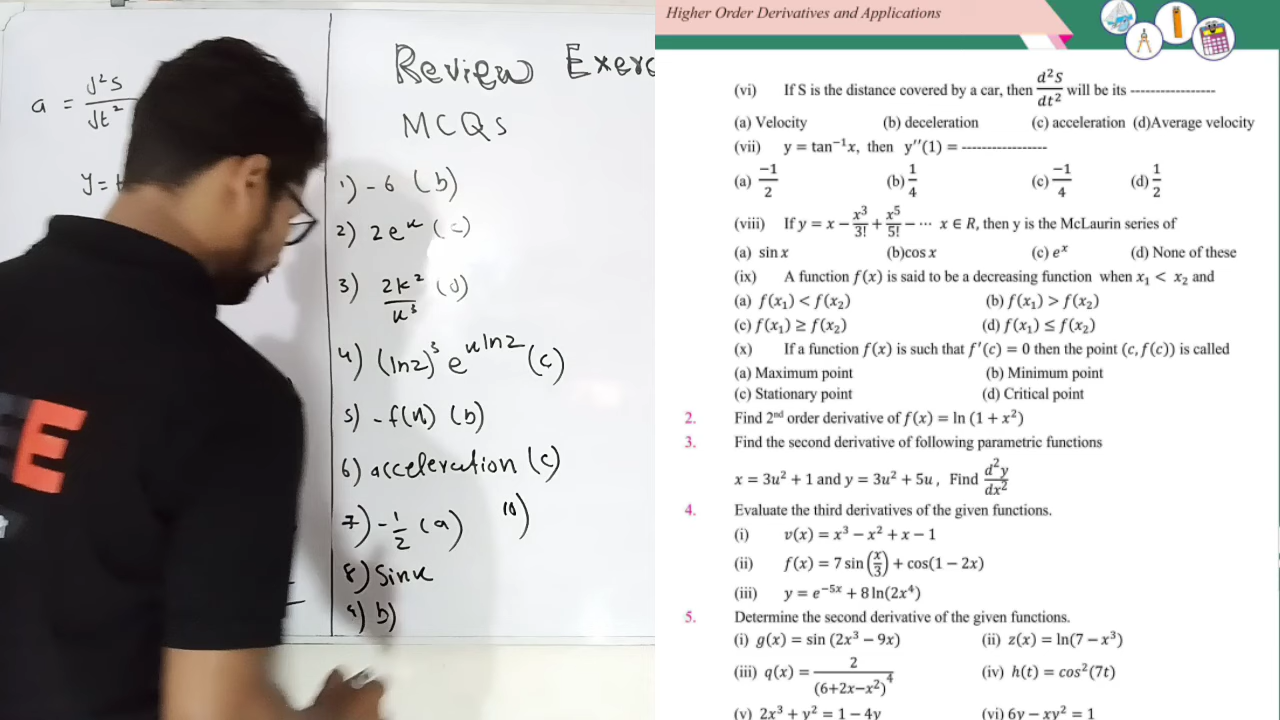 a = d²s/dt²
y = t
Review Exerc
MCQs
1) -6 (b)
2) 2eˣ (c)
3) 2k²/x³ (d)
4) (ln2)³ e^(x ln2) (c)
5) -f(x) (b)
6) acceleration (c)
7) -1/2 (a)
10)
8) Sinx
9) b)
E
Higher Order Derivatives and Applications
(vi) If S is the distance covered by a car, then d²S/dt² will be its -----------------
(a) Velocity (b) deceleration (c) acceleration (d)Average velocity
(vii) y = tan⁻¹x, then y′′(1) = -----------------
(a) -1/2 (b) 1/4 (c) -1/4 (d) 1/2
(viii) If y = x − x³/3! + x⁵/5! − ⋯ x ∈ R, then y is the McLaurin series of
(a) sin x (b)cos x (c) eˣ (d) None of these
(ix) A function f(x) is said to be a decreasing function when x₁ < x₂ and
(a) f(x₁) < f(x₂) (b) f(x₁) > f(x₂)
(c) f(x₁) ≥ f(x₂) (d) f(x₁) ≤ f(x₂)
(x) If a function f(x) is such that f′(c) = 0 then the point (c, f(c)) is called
(a) Maximum point (b) Minimum point
(c) Stationary point (d) Critical point
2. Find 2nd order derivative of f(x) = ln (1 + x²)
3. Find the second derivative of following parametric functions
x = 3u² + 1 and y = 3u² + 5u , Find d²y/dx²
4. Evaluate the third derivatives of the given functions.
(i) v(x) = x³ − x² + x − 1
(ii) f(x) = 7 sin (x/3) + cos(1 − 2x)
(iii) y = e⁻⁵ˣ + 8 ln(2x⁴)
5. Determine the second derivative of the given functions.
(i) g(x) = sin (2x³ − 9x) (ii) z(x) = ln(7 − x³)
(iii) q(x) = 2/(6+2x−x²)⁴ (iv) h(t) = cos²(7t)
(v) 2x³ + y² = 1 − 4y (vi) 6y − xy² = 1